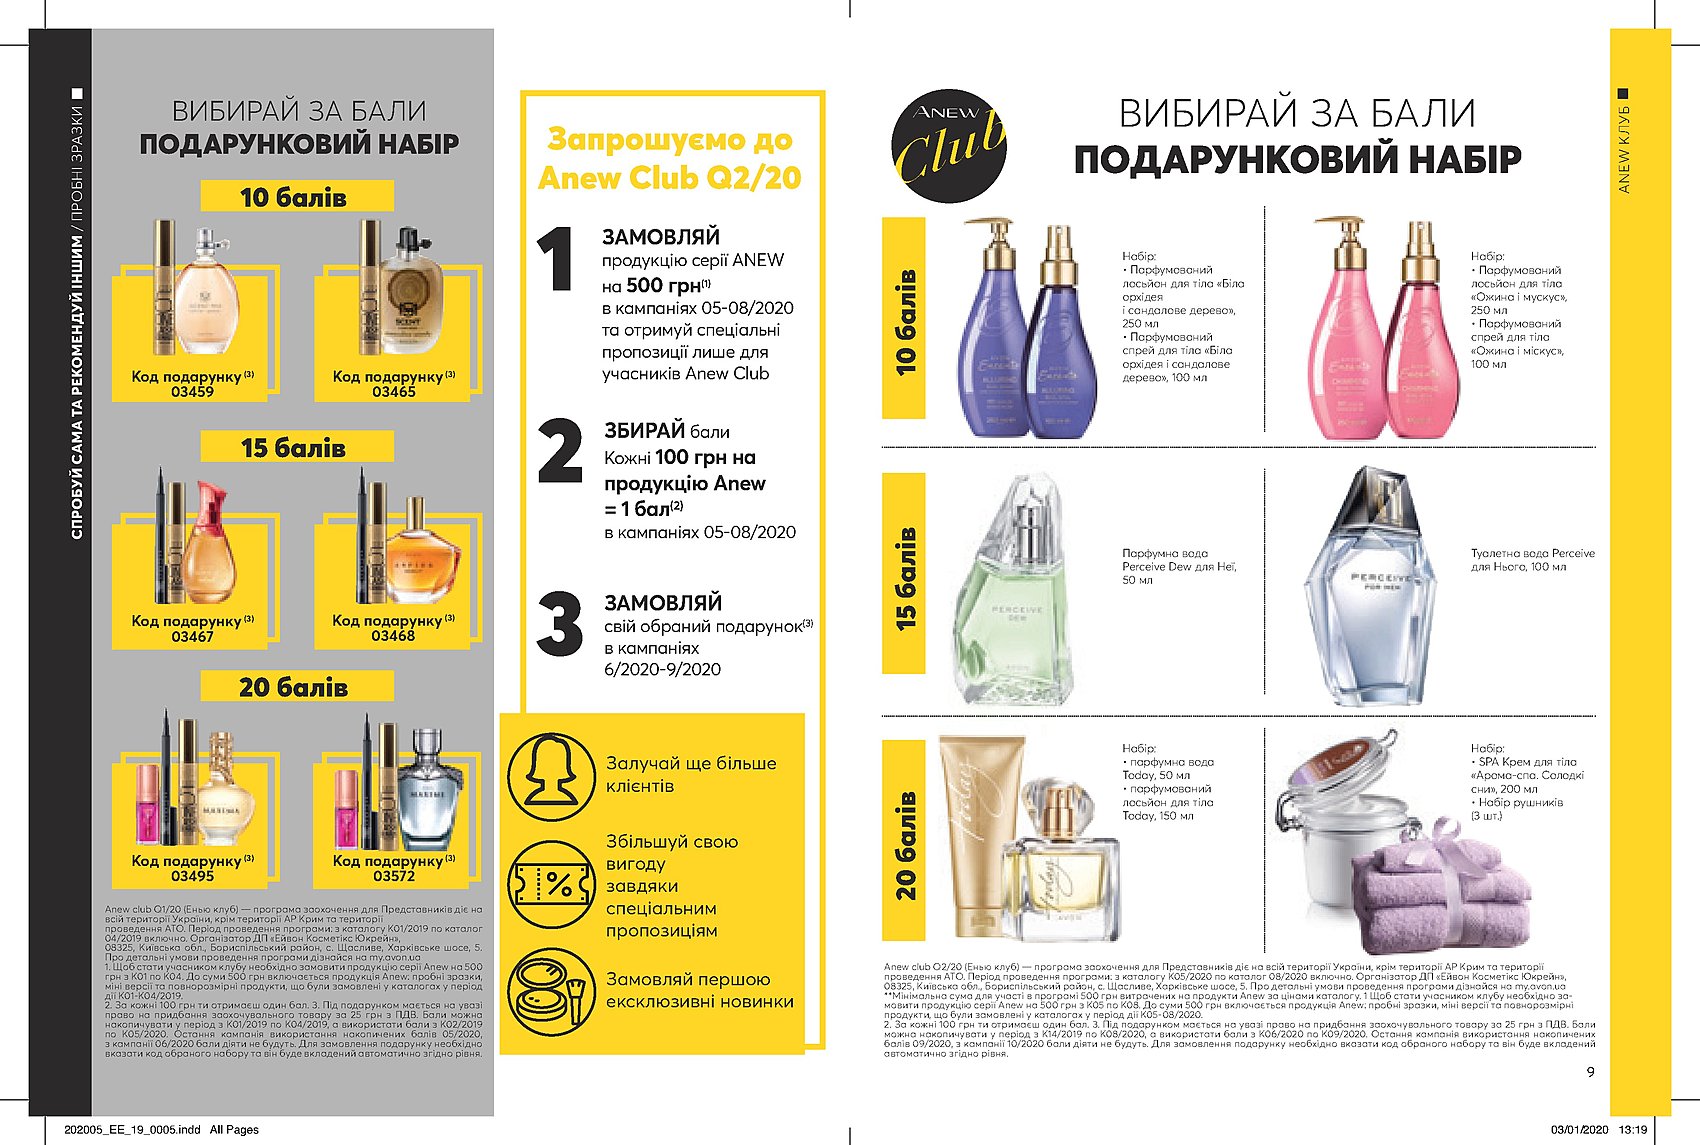 СПРОБУЙ САМА ТА РЕКОМЕНДУЙ ІНШИМ / ПРОБНІ ЗРАЗКИ
ВИБИРАЙ ЗА БАЛИ
ПОДАРУНКОВИЙ НАБІР
10 балів
Код подарунку (3)
03459
Код подарунку (3)
03465
15 балів
Код подарунку (3)
03467
Код подарунку (3)
03468
20 балів
Код подарунку (3)
03495
Код подарунку (3)
03572
Anew club Q1/20 (Енью клуб) — програма заохочення для Представників діє на
всій території України, крім території АР Крим та території
проведення АТО. Період проведення програми: з каталогу К01/2019 по каталог
04/2019 включно. Організатор ДП «Ейвон Косметікс Юкрейн»,
08325, Київська обл., Бориспільський район, с. Щасливе, Харківське шосе, 5.
Про детальні умови проведення програми дізнайся на my.avon.ua
1. Щоб стати учасником клубу необхідно замовити продукцію серії Anew на 500
грн з К01 по К04. До суми 500 грн включається продукція Anew: пробні зразки,
міні версії та повнорозмірні продукти, що були замовлені у каталогах у період
дії К01-К04/2019.
2. За кожні 100 грн ти отримаєш один бал. 3. Під подарунком мається на увазі
право на придбання заохочувального товару за 25 грн з ПДВ. Бали можна
накопичувати у період з К01/2019 по К04/2019, а використати бали з К02/2019
по К05/2020. Остання кампанія використання накопичених балів 05/2020,
з кампанії 06/2020 бали діяти не будуть. Для замовлення подарунку необхідно
вказати код обраного набору та він буде вкладений автоматично згідно рівня.
Запрошуємо до
Anew Club Q2/20
1
ЗАМОВЛЯЙ
продукцію серії ANEW
на 500 грн(1)
в кампаніях 05-08/2020
та отримуй спеціальні
пропозиції лише для
учасників Anew Club
2
ЗБИРАЙ бали
Кожні 100 грн на
продукцію Anew
= 1 бал(2)
в кампаніях 05-08/2020
3
ЗАМОВЛЯЙ
свій обраний подарунок(3)
в кампаніях
6/2020-9/2020
Залучай ще більше
клієнтів
%
Збільшуй свою
вигоду
завдяки
спеціальним
пропозиціям
Замовляй першою
ексклюзивні новинки
ANEW
Club
ВИБИРАЙ ЗА БАЛИ
ПОДАРУНКОВИЙ НАБІР
ANEW КЛУБ
10 балів
Набір:
• Парфумований
лосьйон для тіла «Біла
орхідея
і сандалове дерево»,
250 мл
• Парфумований
спрей для тіла «Біла
орхідея і сандалове
дерево», 100 мл
Набір:
• Парфумований
лосьйон для тіла
«Ожина і мускус»,
250 мл
• Парфумований
спрей для тіла
«Ожина і міскус»,
100 мл
15 балів
PERCEIVE
DEW
Парфумна вода
Perceive Dew для Неї,
50 мл
PERCEIVE
FOR MEN
Туалетна вода Perceive
для Нього, 100 мл
20 балів
Today
Today
AVON
Набір:
• парфумна вода
Today, 50 мл
• парфумований
лосьйон для тіла
Today, 150 мл
Набір:
• SPA Крем для тіла
«Арома-спа. Солодкі
сни», 200 мл
• Набір рушників
(3 шт.)
Anew club Q2/20 (Енью клуб) — програма заохочення для Представників діє на всій території України, крім території АР Крим та території
проведення АТО. Період проведення програми: з каталогу К05/2020 по каталог 08/2020 включно. Організатор ДП «Ейвон Косметікс Юкрейн»,
08325, Київська обл., Бориспільський район, с. Щасливе, Харківське шосе, 5. Про детальні умови проведення програми дізнайся на my.avon.ua
**Мінімальна сума для участі в програмі 500 грн витрачених на продукти Anew за цінами каталогу. 1 Щоб стати учасником клубу необхідно за-
мовити продукцію серії Anew на 500 грн з К05 по К08. До суми 500 грн включається продукція Anew: пробні зразки, міні версії та повнорозмірні
продукти, що були замовлені у каталогах у період дії К05-08/2020.
2. За кожні 100 грн ти отримаєш один бал. 3. Під подарунком мається на увазі право на придбання заохочувального товару за 25 грн з ПДВ. Бали
можна накопичувати у період з К14/2019 по К08/2020, а використати бали з К06/2020 по К09/2020. Остання кампанія використання накопичених
балів 09/2020, з кампанії 10/2020 бали діяти не будуть. Для замовлення подарунку необхідно вказати код обраного набору та він буде вкладений
автоматично згідно рівня.
9
202005_EE_19_0005.indd All Pages
03/01/2020 13:19